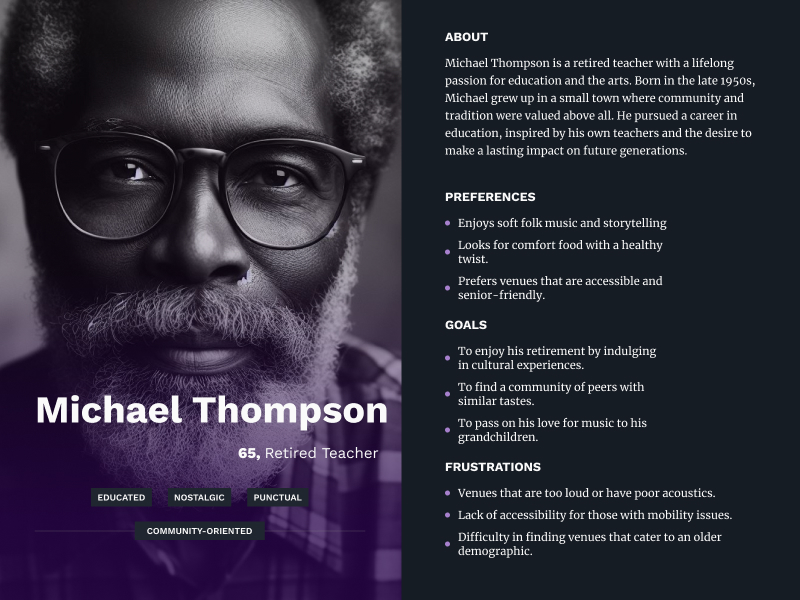 Michael Thompson
65, Retired Teacher
EDUCATED
NOSTALGIC
PUNCTUAL
COMMUNITY-ORIENTED
ABOUT
Michael Thompson is a retired teacher with a lifelong
passion for education and the arts. Born in the late 1950s,
Michael grew up in a small town where community and
tradition were valued above all. He pursued a career in
education, inspired by his own teachers and the desire to
make a lasting impact on future generations.
PREFERENCES
Enjoys soft folk music and storytelling
Looks for comfort food with a healthy
twist.
Prefers venues that are accessible and
senior-friendly.
GOALS
To enjoy his retirement by indulging
in cultural experiences.
To find a community of peers with
similar tastes.
To pass on his love for music to his
grandchildren.
FRUSTRATIONS
Venues that are too loud or have poor acoustics.
Lack of accessibility for those with mobility issues.
Difficulty in finding venues that cater to an older
demographic.